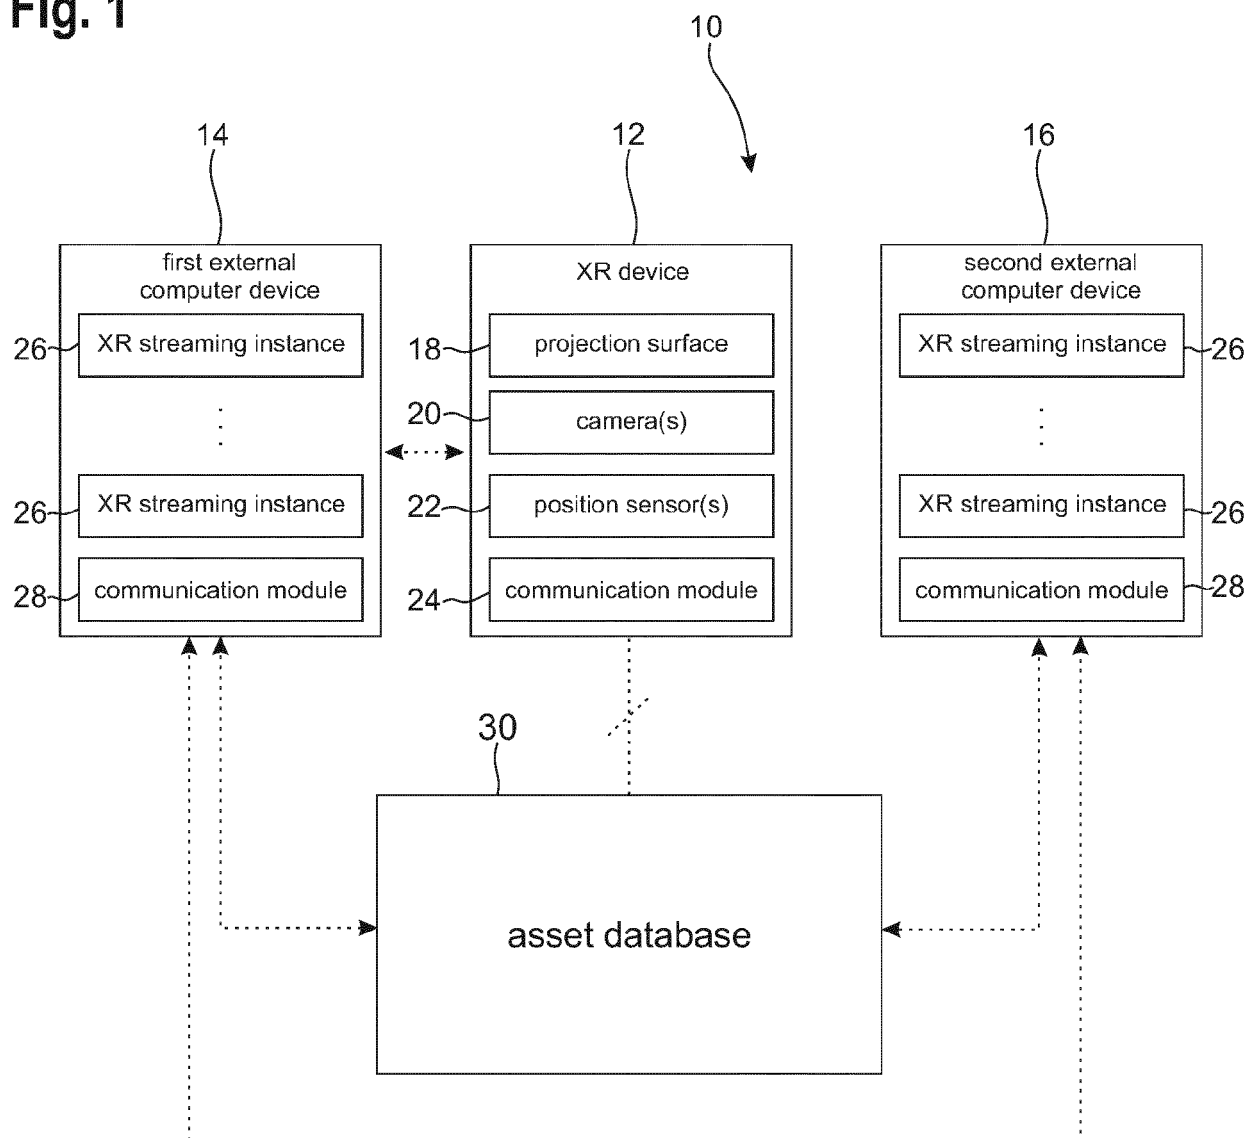 Fig. 1
10
14
12
16
first external
computer device
XR device
second external
computer device
26
XR streaming instance
18
projection surface
XR streaming instance
26
20
camera(s)
26
XR streaming instance
22
position sensor(s)
XR streaming instance
26
28
communication module
24
communication module
communication module
28
30
asset database